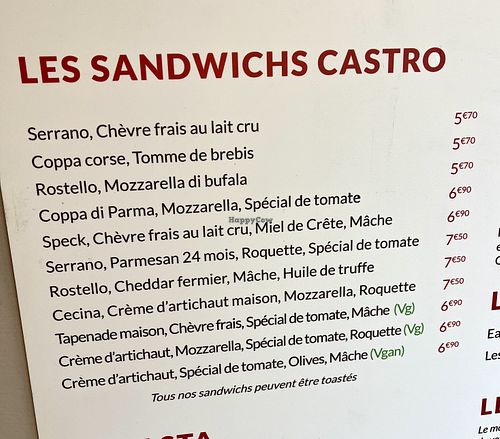 LES SANDWICHS CASTRO
Serrano, Chèvre frais au lait cru 5€70
Coppa corse, Tomme de brebis 5€70
Rostello, Mozzarella di bufala 5€70
Coppa di Parma, Mozzarella, Spécial de tomate 6€90
Speck, Chèvre frais au lait cru, Miel de Crête, Mâche 6€90
Serrano, Parmesan 24 mois, Roquette, Spécial de tomate 7€50
Rostello, Cheddar fermier, Mâche, Huile de truffe 7€50
Cecina, Crème d'artichaut maison, Mozzarella, Roquette 7€50
Tapenade maison, Chèvre frais, Spécial de tomate, Mâche (Vg) 6€90
Crème d'artichaut, Mozzarella, Spécial de tomate, Roquette (Vg) 6€90
Crème d'artichaut, Spécial de tomate, Olives, Mâche (Vgan) 6€90
Tous nos sandwichs peuvent être toastés
HappyCow
Les